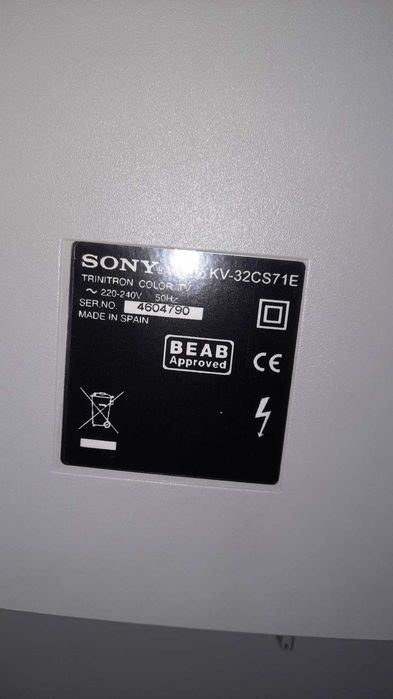 SONY KV-32CS71E
TRINITRON COLOR TV
~ 220-240V 50Hz
SER.NO. 4604790
MADE IN SPAIN
BEAB
Approved
CE